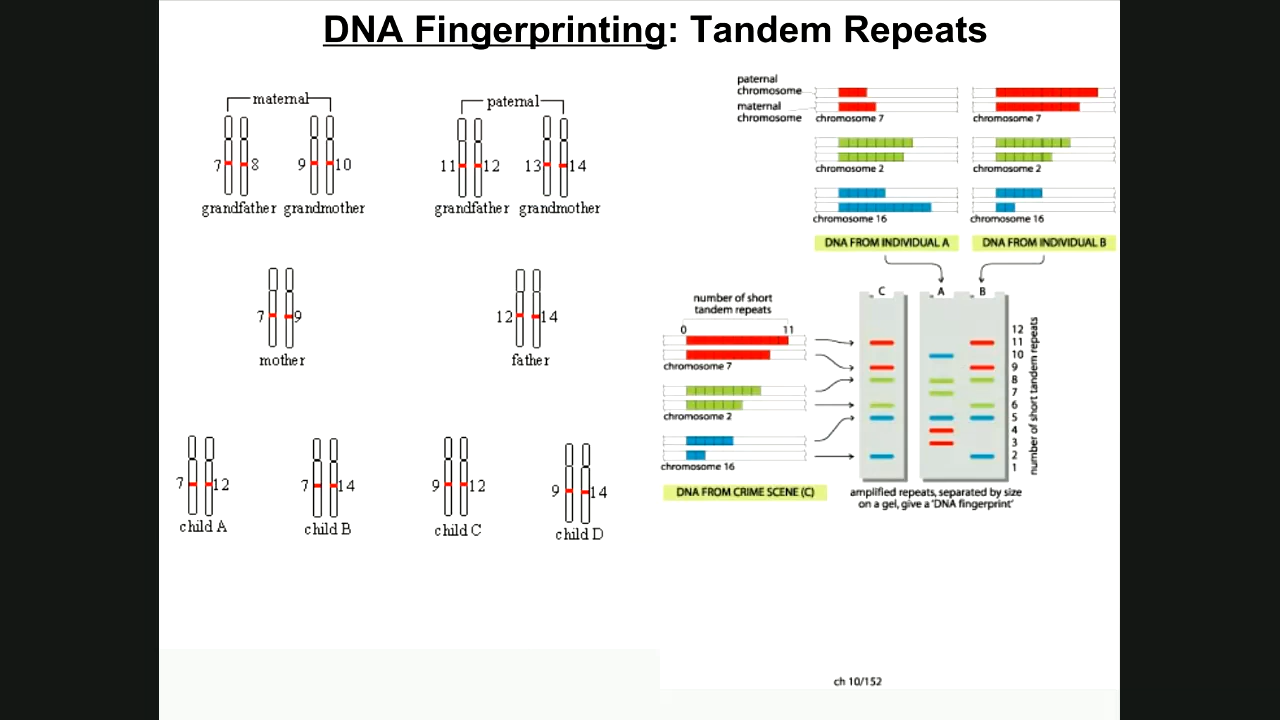 DNA Fingerprinting: Tandem Repeats
maternal
7 8 9 10
grandfather grandmother
paternal
11 12 13 14
grandfather grandmother
7 9
mother
12 14
father
7 12
child A
7 14
child B
9 12
child C
9 14
child D
paternal
chromosome
maternal
chromosome
chromosome 7
chromosome 2
chromosome 16
DNA FROM INDIVIDUAL A
chromosome 7
chromosome 2
chromosome 16
DNA FROM INDIVIDUAL B
number of short
tandem repeats
0 11
chromosome 7
chromosome 2
chromosome 16
DNA FROM CRIME SCENE (C)
C A B
12
11
10
9
8
7
6
5
4
3
2
1
number of short tandem repeats
amplified repeats, separated by size
on a gel, give a 'DNA fingerprint'
ch 10/152